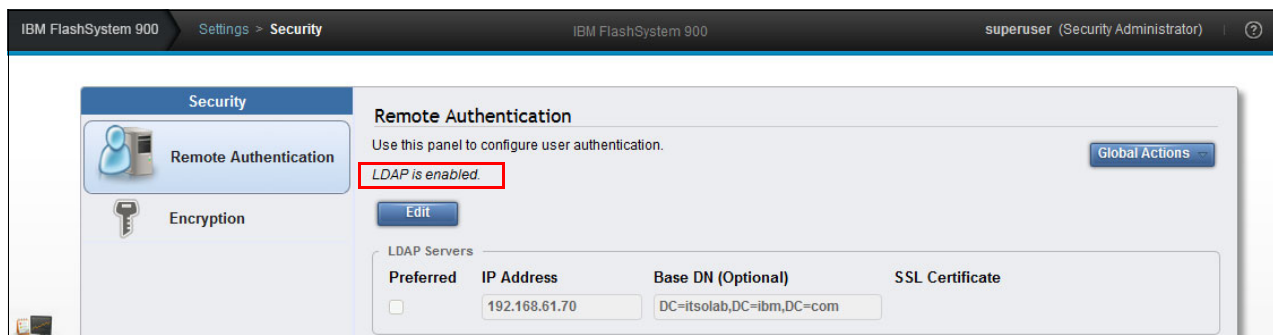 IBM FlashSystem 900 Settings > Security IBM FlashSystem 900 superuser (Security Administrator) ?
Security
Remote Authentication
Encryption
Remote Authentication
Use this panel to configure user authentication.
LDAP is enabled.
Global Actions
Edit
LDAP Servers
Preferred IP Address Base DN (Optional) SSL Certificate
192.168.61.70 DC=itsolab,DC=ibm,DC=com